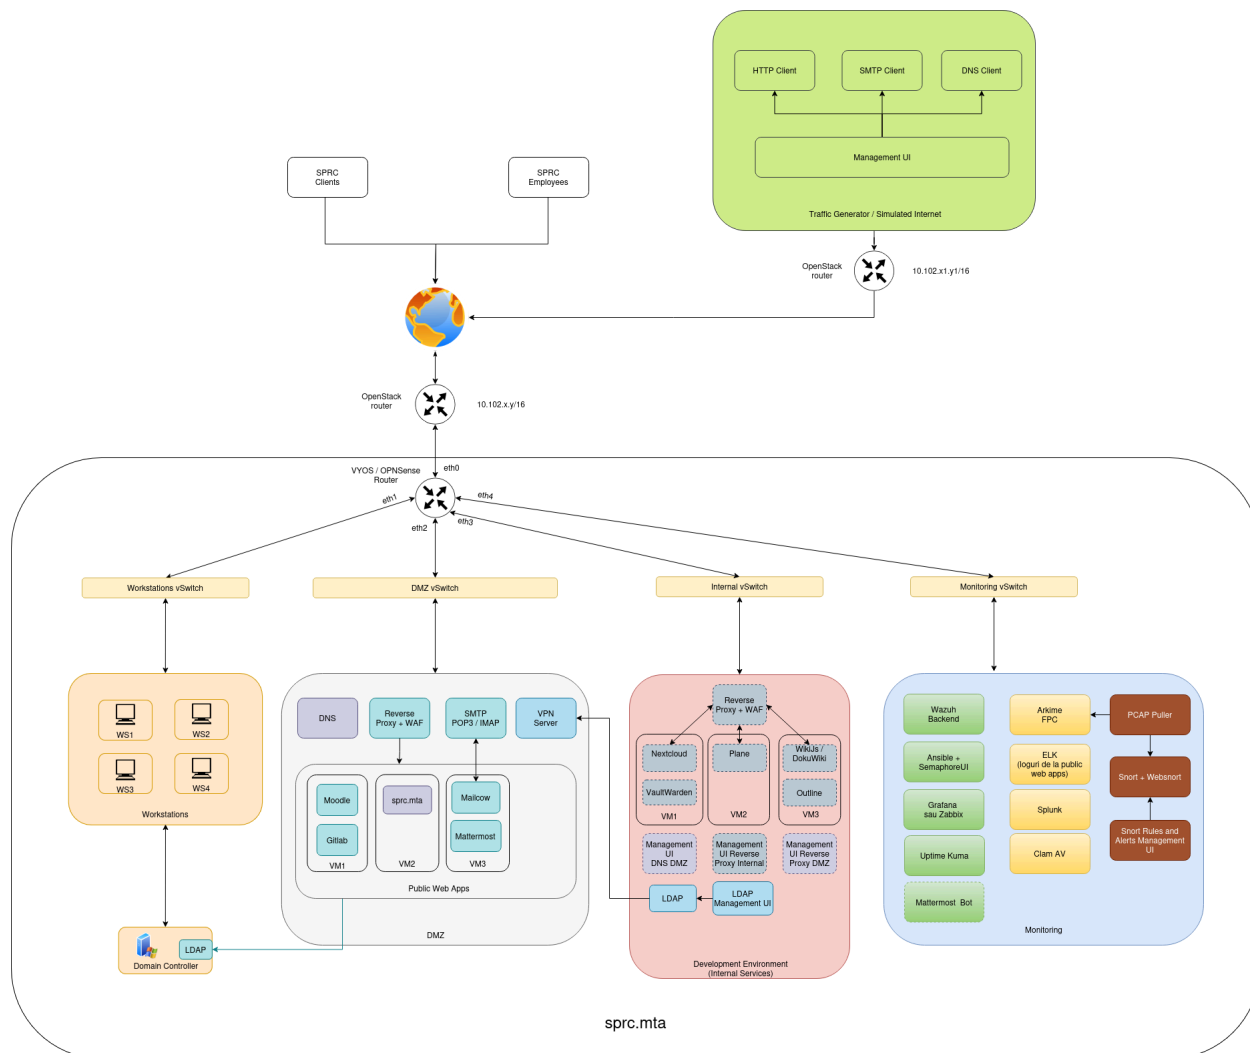 HTTP Client
SMTP Client
DNS Client
Management UI
Traffic Generator / Simulated Internet
SPRC
Clients
SPRC
Employees
OpenStack
router
10.102.x1.y1/16
OpenStack
router
10.102.x.y/16
VYOS / OPNSense
Router
eth0
eth1
eth2
eth3
eth4
Workstations vSwitch
DMZ vSwitch
Internal vSwitch
Monitoring vSwitch
WS1
WS2
WS3
WS4
Workstations
LDAP
Domain Controller
DNS
Reverse
Proxy + WAF
SMTP
POP3 / IMAP
VPN
Server
Moodle
Gitlab
VM1
sprc.mta
VM2
Mailcow
Mattermost
VM3
Public Web Apps
DMZ
Reverse
Proxy + WAF
Nextcloud
VaultWarden
VM1
Plane
VM2
WikiJs /
DokuWiki
Outline
VM3
Management
UI
DNS DMZ
Management
UI Reverse
Proxy Internal
Management
UI Reverse
Proxy DMZ
LDAP
LDAP
Management UI
Development Environment
(Internal Services)
Wazuh
Backend
Ansible +
SemaphoreUI
Grafana
sau Zabbix
Uptime Kuma
Mattermost Bot
Arkime
FPC
ELK
(loguri de la public
web apps)
Splunk
Clam AV
PCAP Puller
Snort + Websnort
Snort Rules and
Alerts Management
UI
Monitoring
sprc.mta